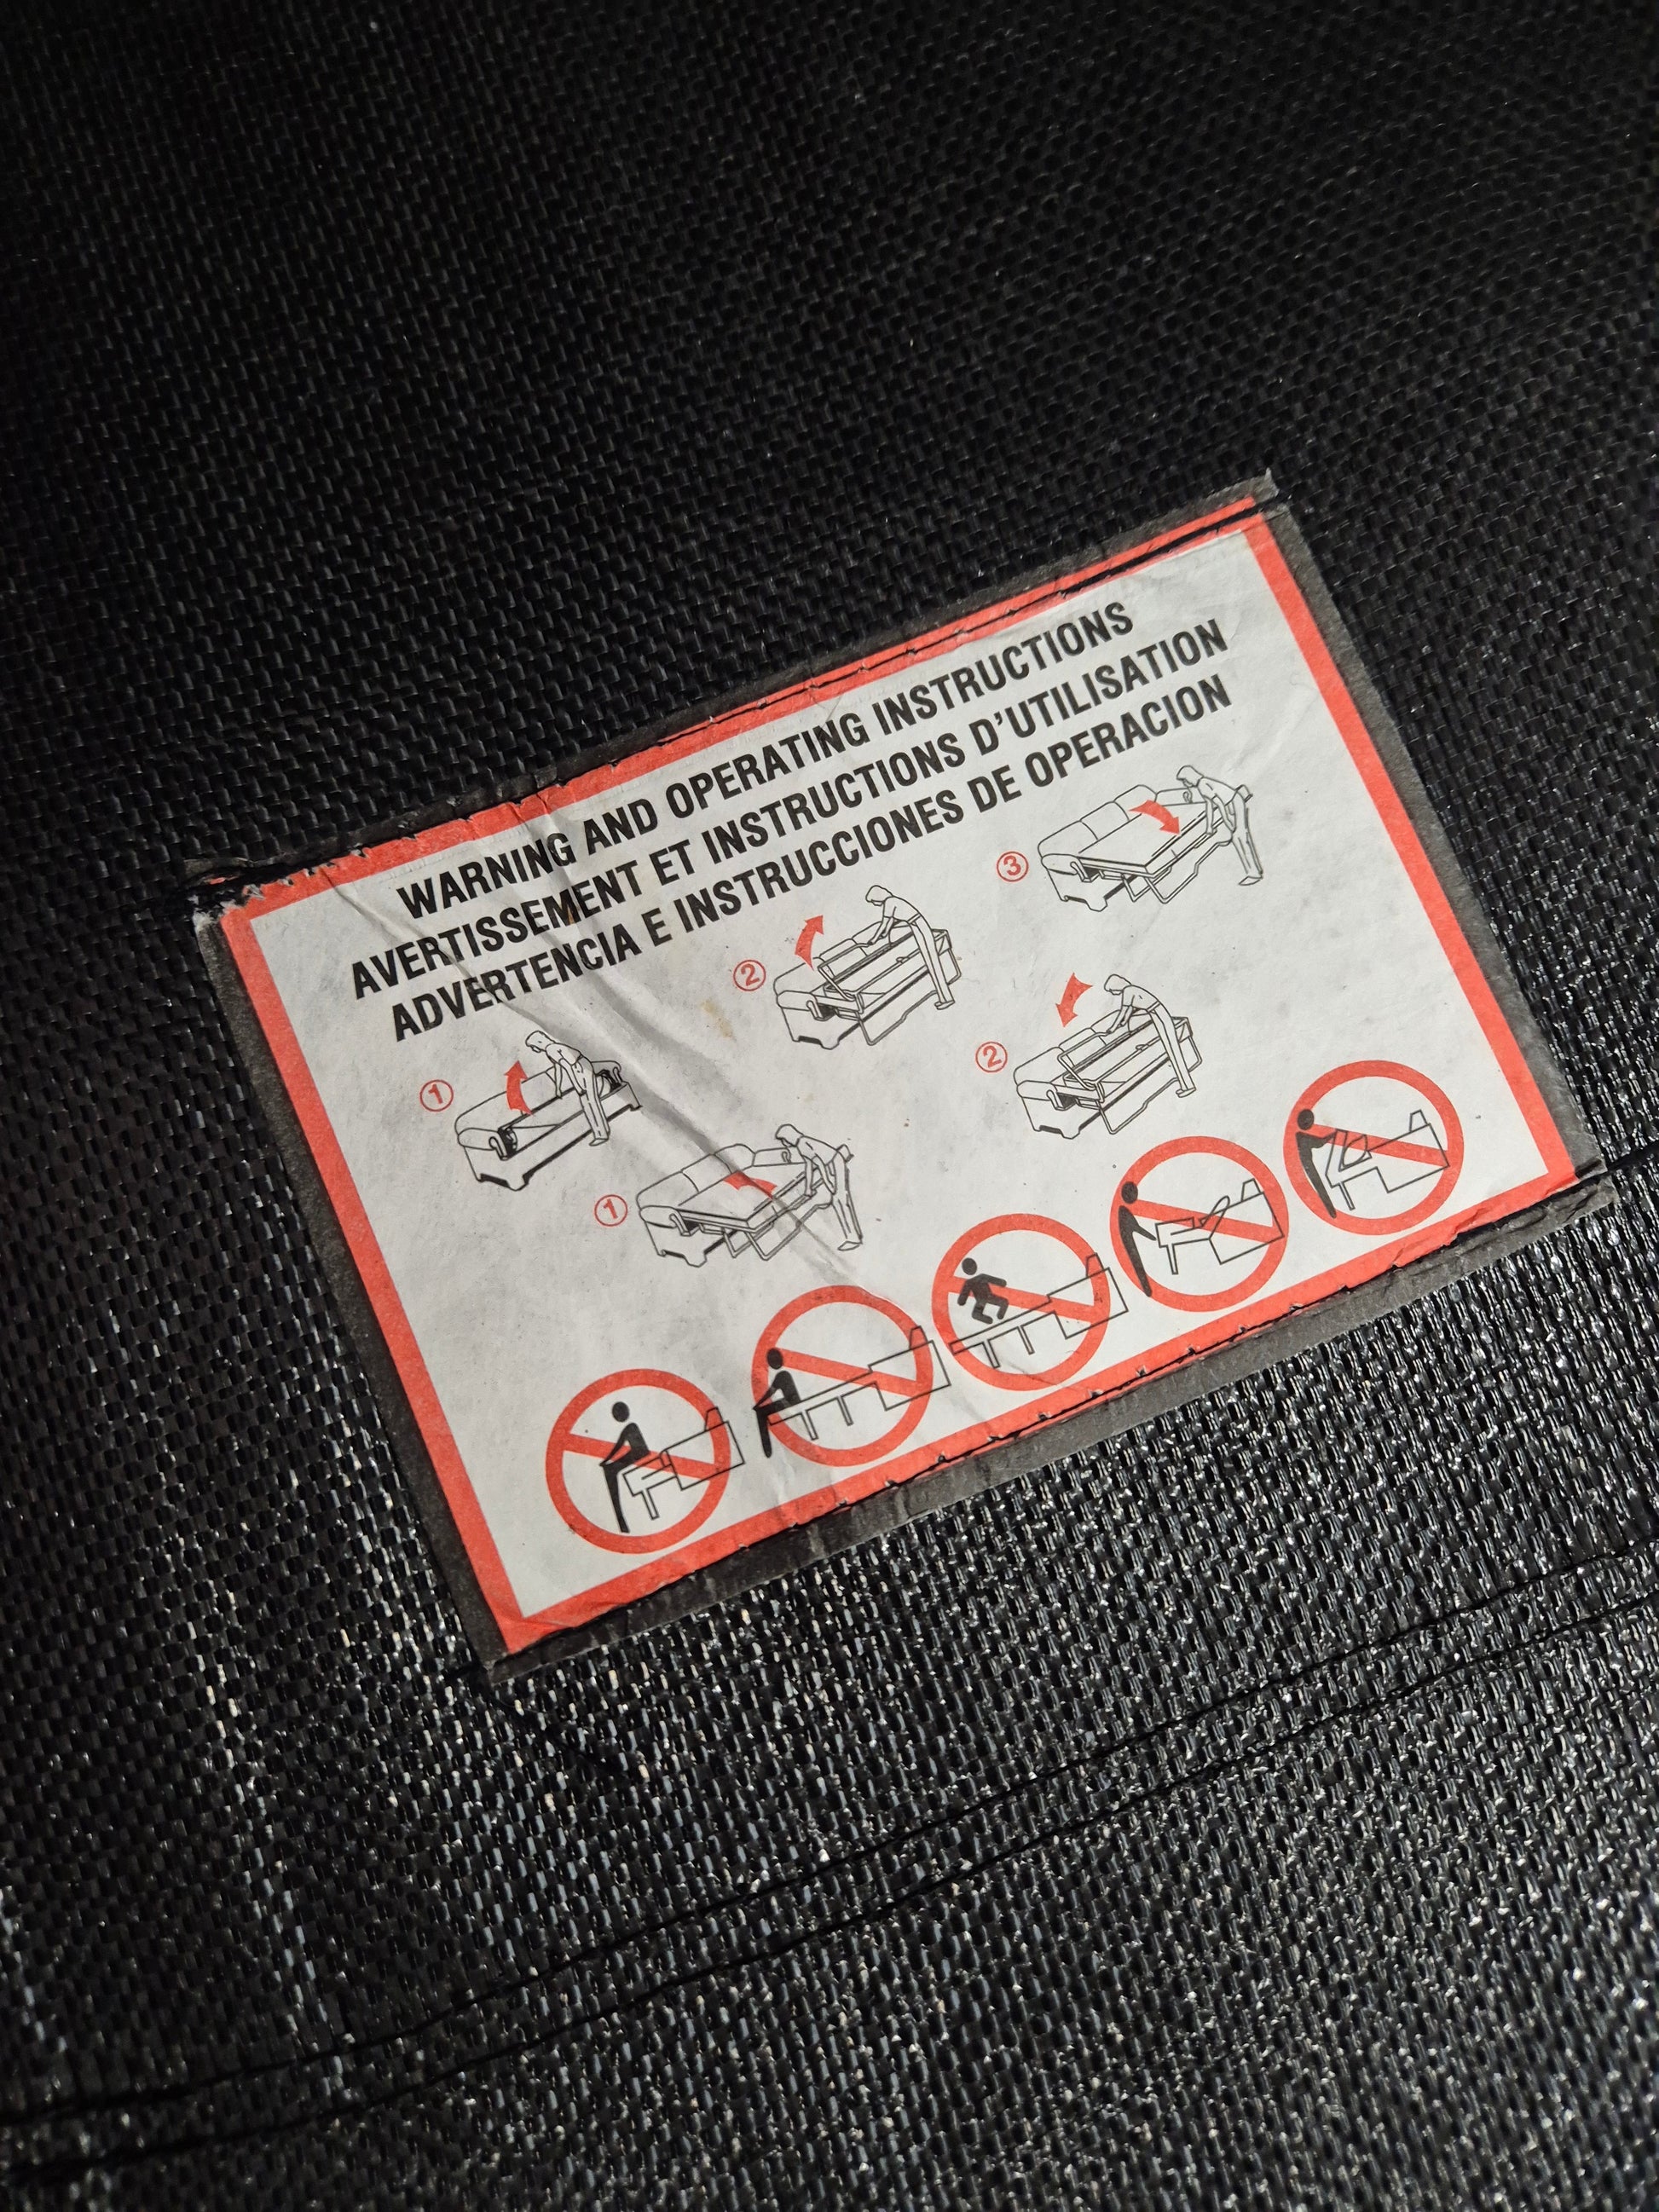 WARNING AND OPERATING INSTRUCTIONS
AVERTISSEMENT ET INSTRUCTIONS D'UTILISATION
ADVERTENCIA E INSTRUCCIONES DE OPERACION
1
2
3
1
2